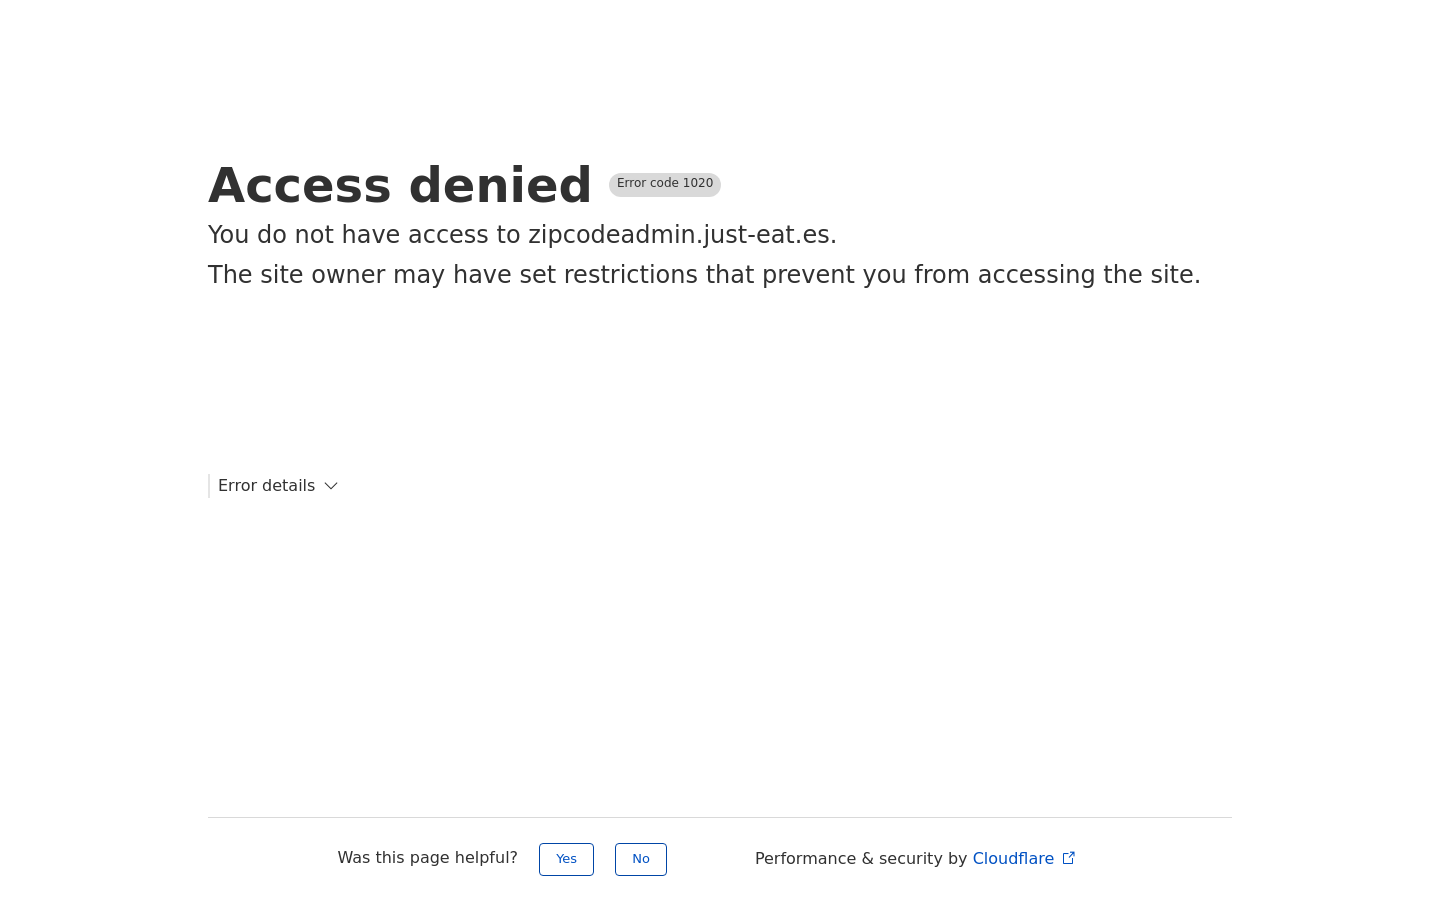 Access denied Error code 1020
You do not have access to zipcodeadmin.just-eat.es.
The site owner may have set restrictions that prevent you from accessing the site.
Error details
Was this page helpful? Yes No Performance & security by Cloudflare